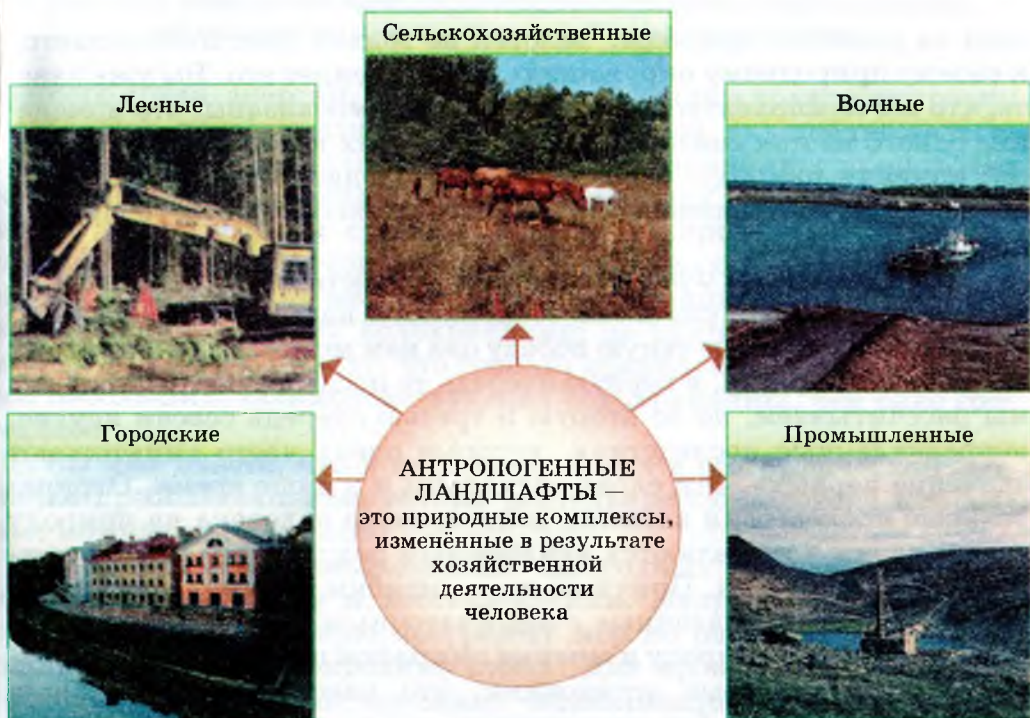 Сельскохозяйственные
Лесные
Водные
Городские
Промышленные
АНТРОПОГЕННЫЕ
ЛАНДШАФТЫ —
это природные комплексы,
изменённые в результате
хозяйственной
деятельности
человека